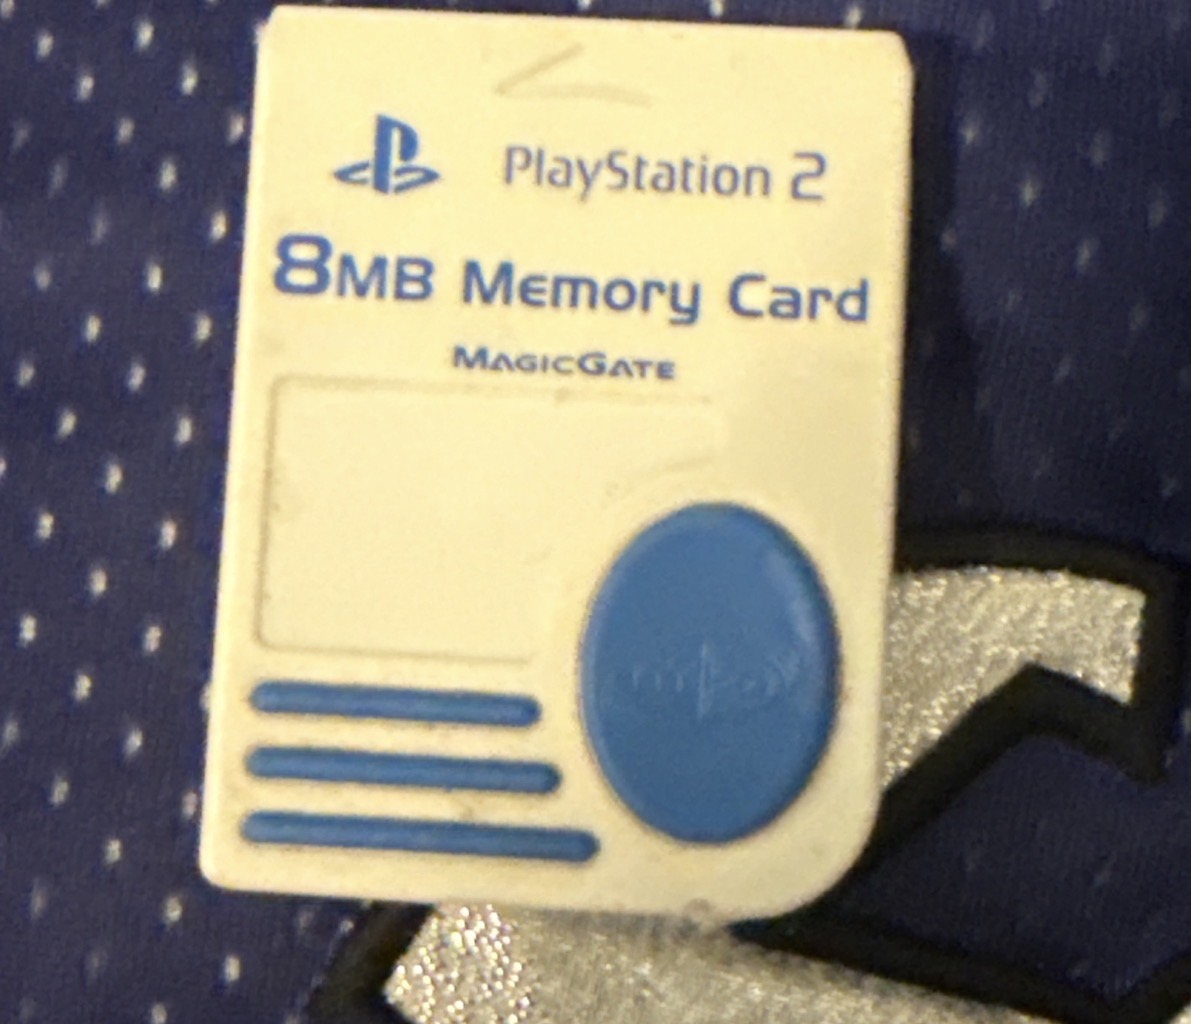 PlayStation 2
8MB Memory Card
MAGICGATE